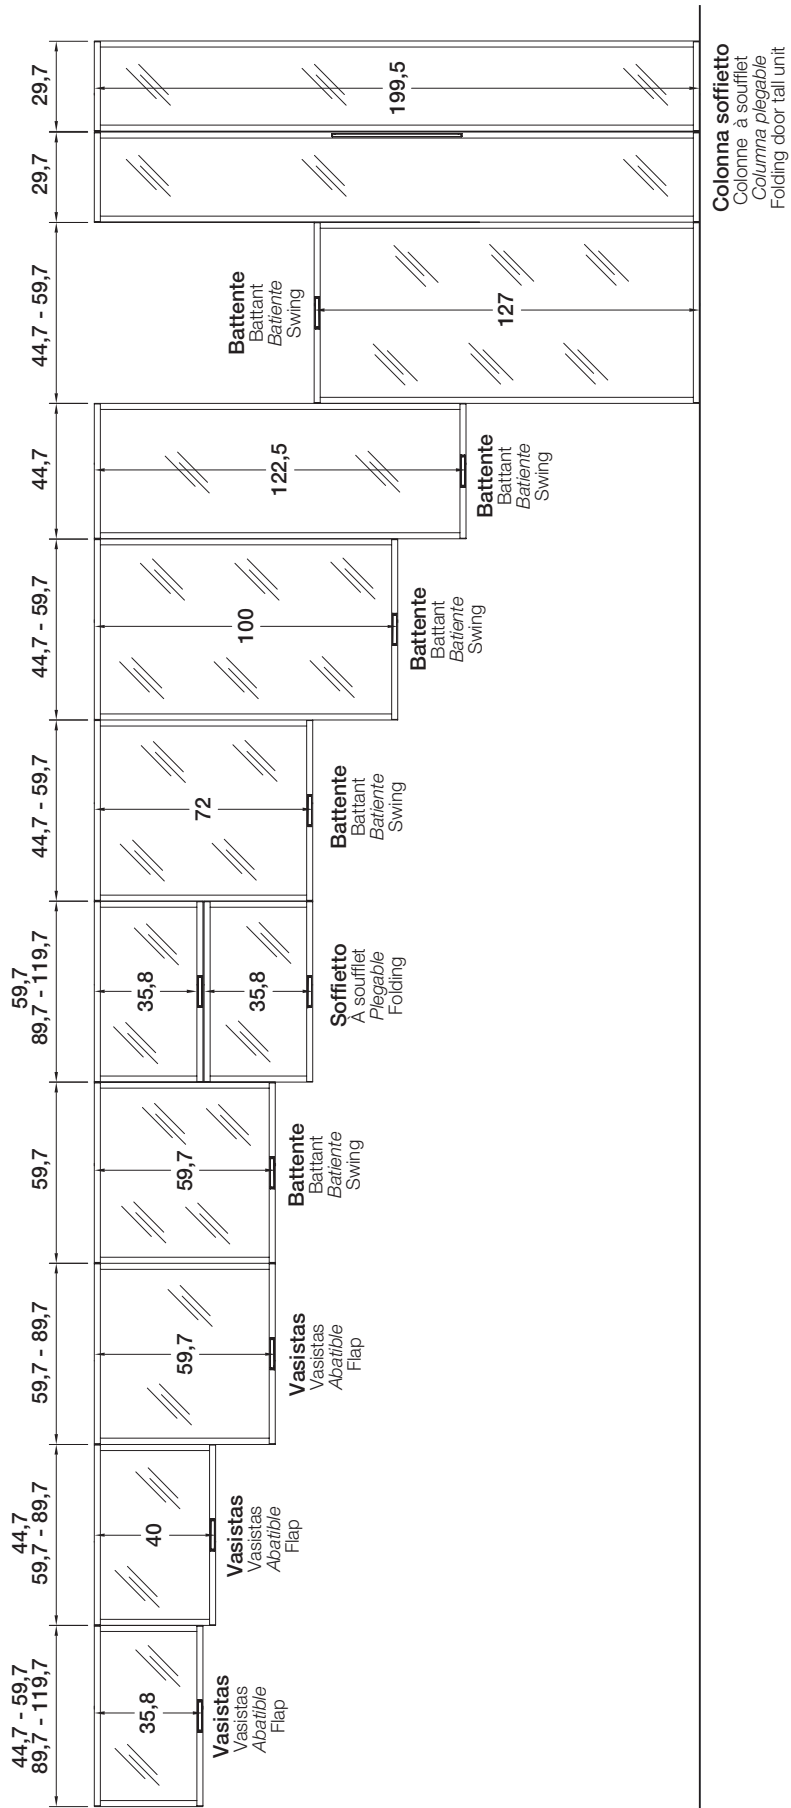 44,7 - 59,7
89,7 - 119,7
44,7
59,7 - 89,7
59,7 - 89,7
59,7
59,7
89,7 - 119,7
44,7 - 59,7
44,7 - 59,7
44,7
44,7 - 59,7
29,7
29,7
35,8
Vasistas
Vasistas
Abatible
Flap
40
Vasistas
Vasistas
Abatible
Flap
59,7
Vasistas
Vasistas
Abatible
Flap
59,7
Battente
Battant
Batiente
Swing
35,8
35,8
Soffietto
À soufflet
Plegable
Folding
72
Battente
Battant
Batiente
Swing
100
Battente
Battant
Batiente
Swing
122,5
Battente
Battant
Batiente
Swing
Battente
Battant
Batiente
Swing
127
199,5
Colonna soffietto
Colonne à soufflet
Columna plegable
Folding door tall unit